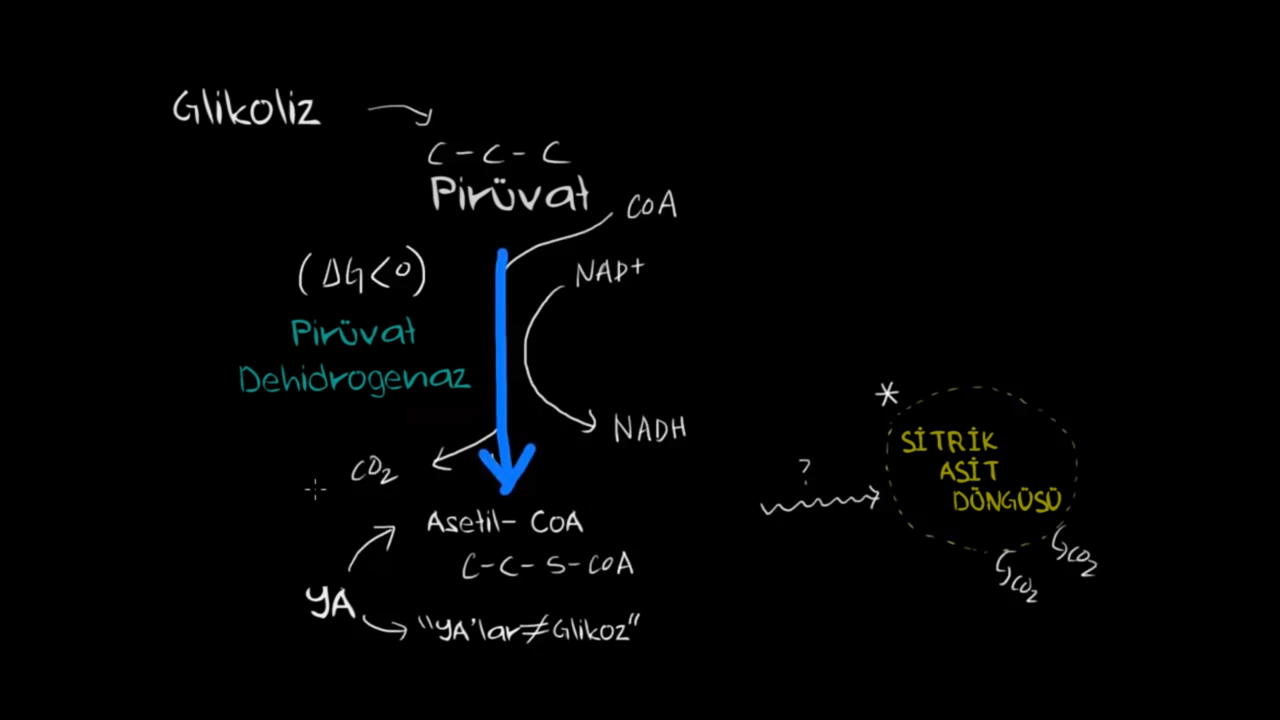 Glikoliz
C-C-C
Pirüvat
CoA
(ΔG<0)
NAD+
Pirüvat
Dehidrogenaz
NADH
CO₂
Asetil-CoA
C-C-S-CoA
YA
"YA'lar≠Glikoz"
?
*
SİTRİK
ASİT
DÖNGÜSÜ
CO₂
CO₂